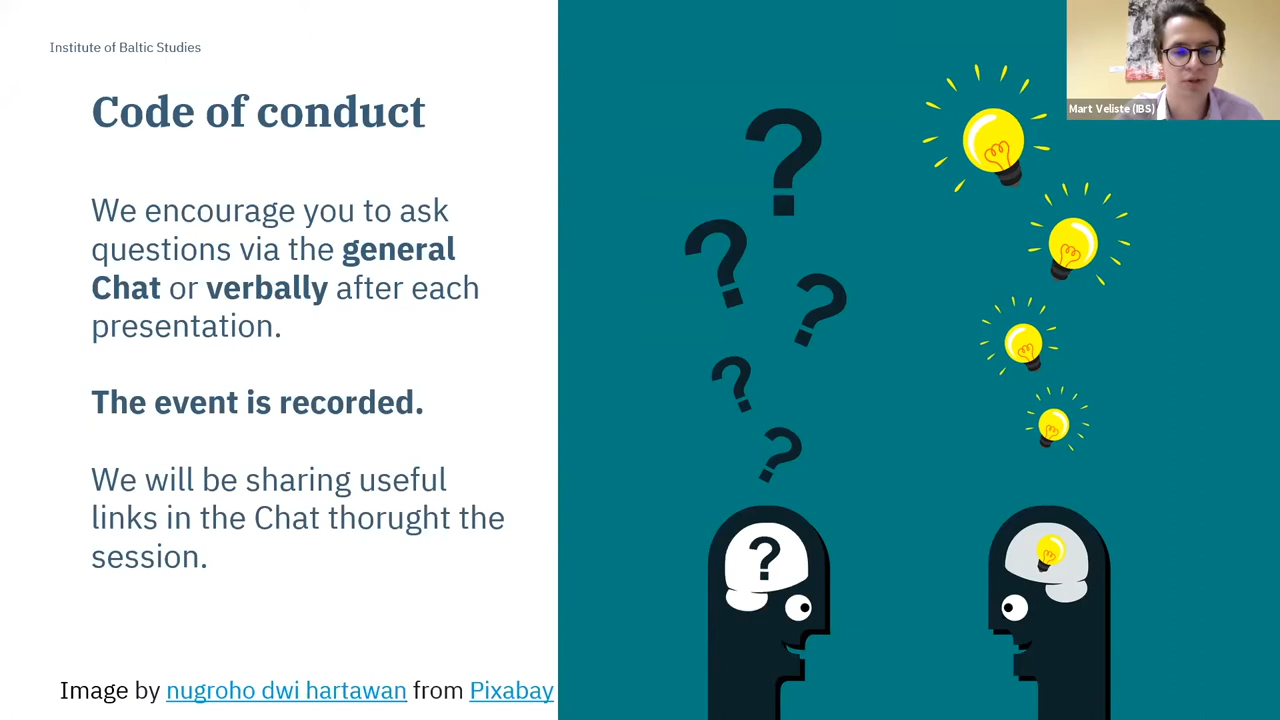 Institute of Baltic Studies
Code of conduct
We encourage you to ask
questions via the general
Chat or verbally after each
presentation.
The event is recorded.
We will be sharing useful
links in the Chat thorught the
session.
Image by nugroho dwi hartawan from Pixabay
Mart Veliste (IBS)
? 
?
?
?
?
?